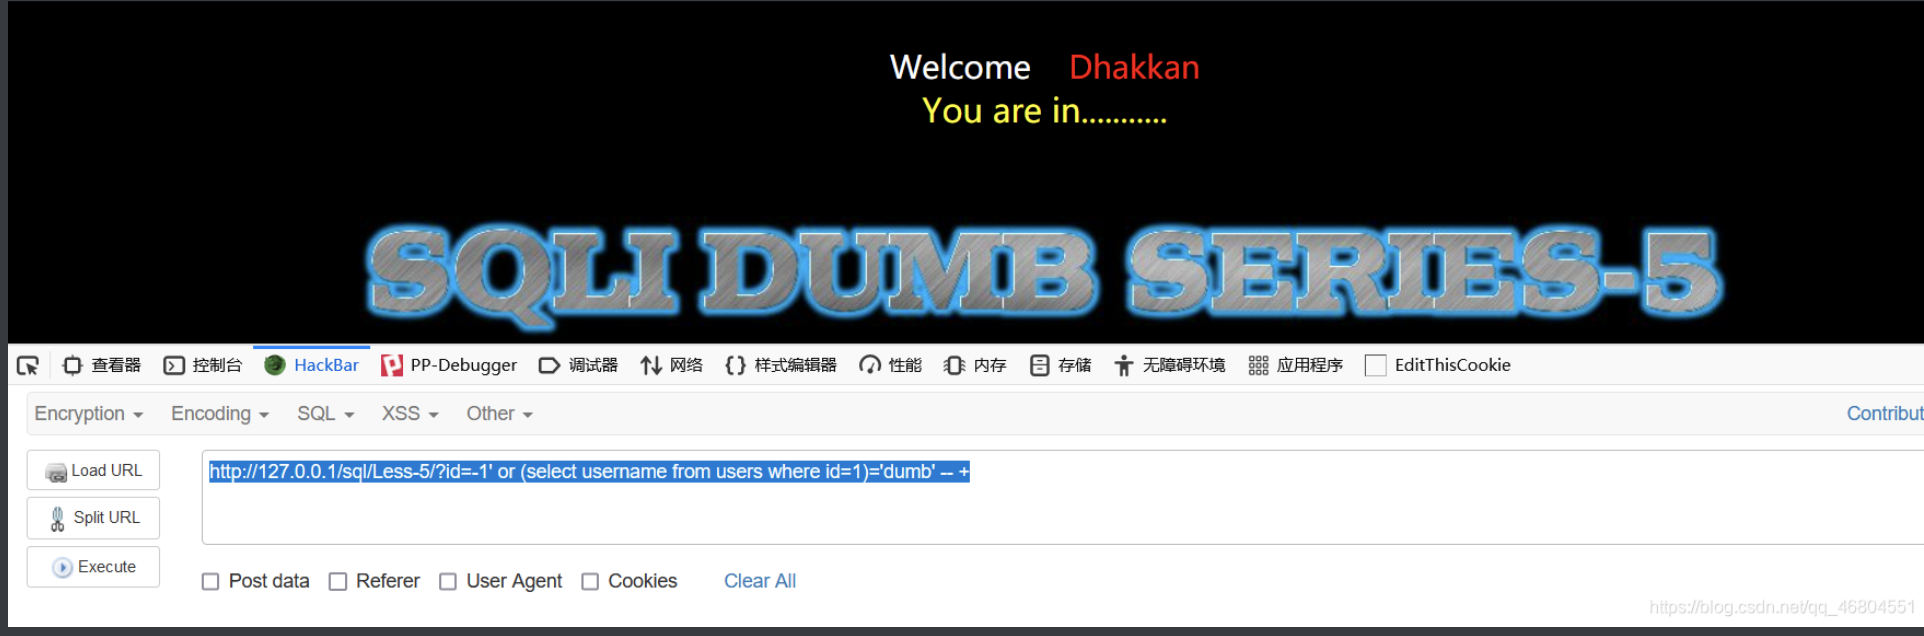 Welcome Dhakkan
You are in...........
SQLI DUMB SERIES-5
查看器 控制台 HackBar PP-Debugger 调试器 网络 样式编辑器 性能 内存 存储 无障碍环境 应用程序 EditThisCookie
Encryption Encoding SQL XSS Other Contribut
Load URL http://127.0.0.1/sql/Less-5/?id=-1' or (select username from users where id=1)='dumb' -- +
Split URL
Execute
Post data Referer User Agent Cookies Clear All
https://blog.csdn.net/qq_46804551